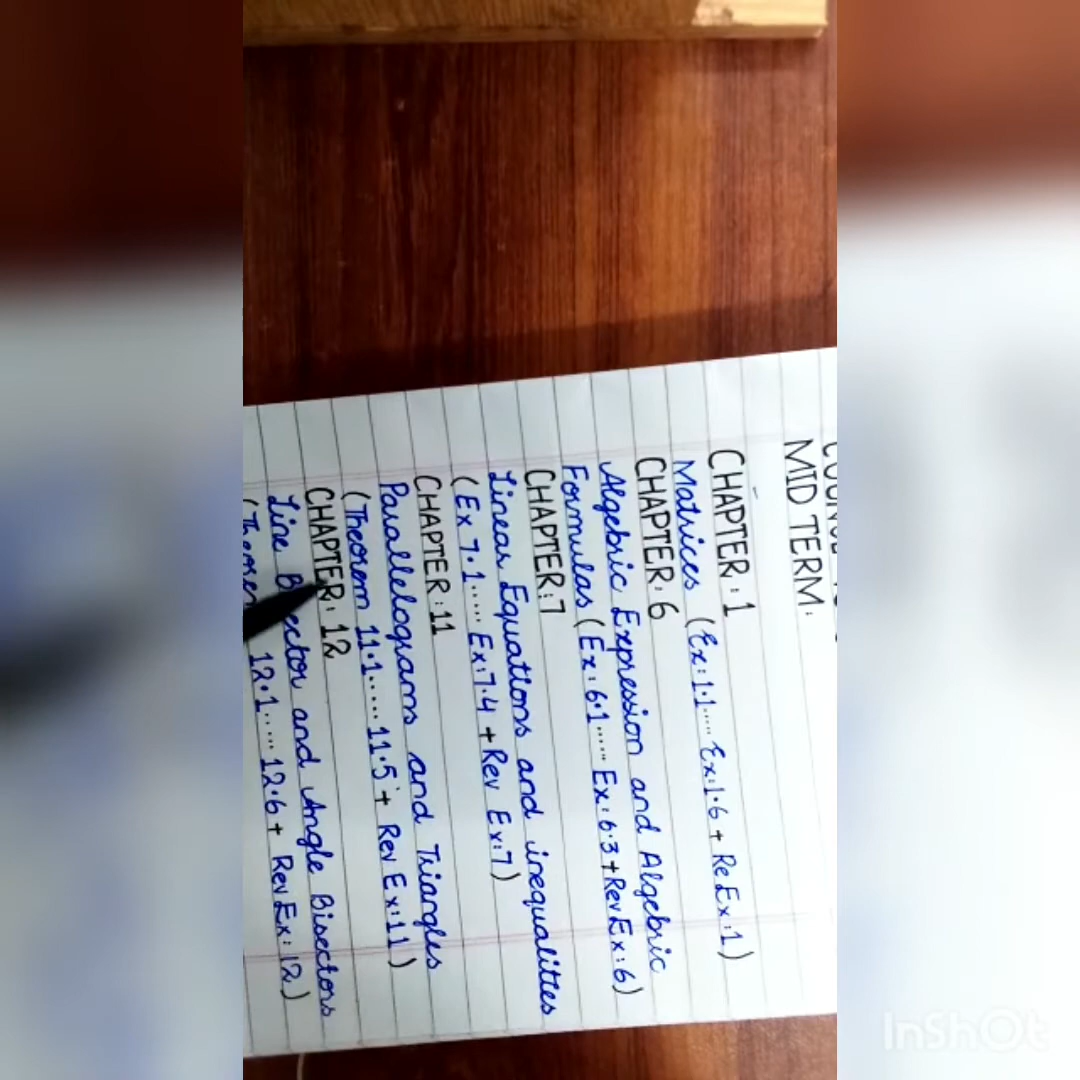 MID TERM:
CHAPTER: 1
Matrices (Ex:1.1..... Ex:1.6 + Re Ex:1)
CHAPTER: 6
Algebric Expression and Algebric
Formulas (Ex: 6.1..... Ex: 6.3 + Rev Ex: 6)
CHAPTER: 7
Linear Equations and inequalities
(Ex 7.1..... Ex: 7.4 + Rev Ex: 7)
CHAPTER: 11
Parallelograms and Triangles
(Theorem 11.1..... 11.5 + Rev Ex: 11)
CHAPTER: 12
Line and Angle Bisectors
12.1..... 12.6 + Rev Ex: 12)
InShOt